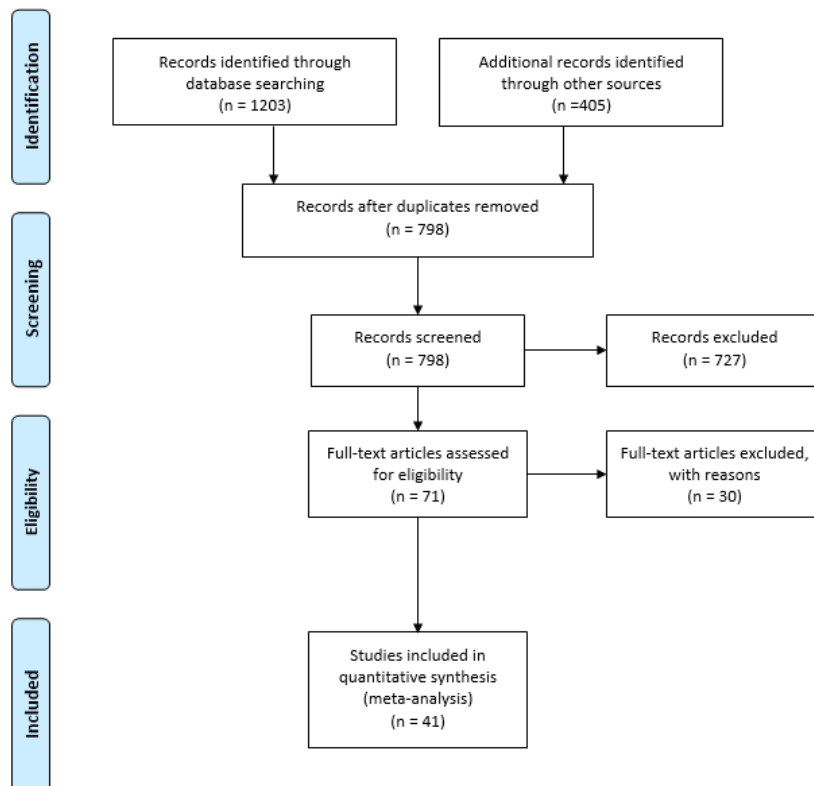 Identification
Records identified through
database searching
(n = 1203)
Additional records identified
through other sources
(n =405)
Records after duplicates removed
(n = 798)
Screening
Records screened
(n = 798)
Records excluded
(n = 727)
Eligibility
Full-text articles assessed
for eligibility
(n = 71)
Full-text articles excluded,
with reasons
(n = 30)
Included
Studies included in
quantitative synthesis
(meta-analysis)
(n = 41)